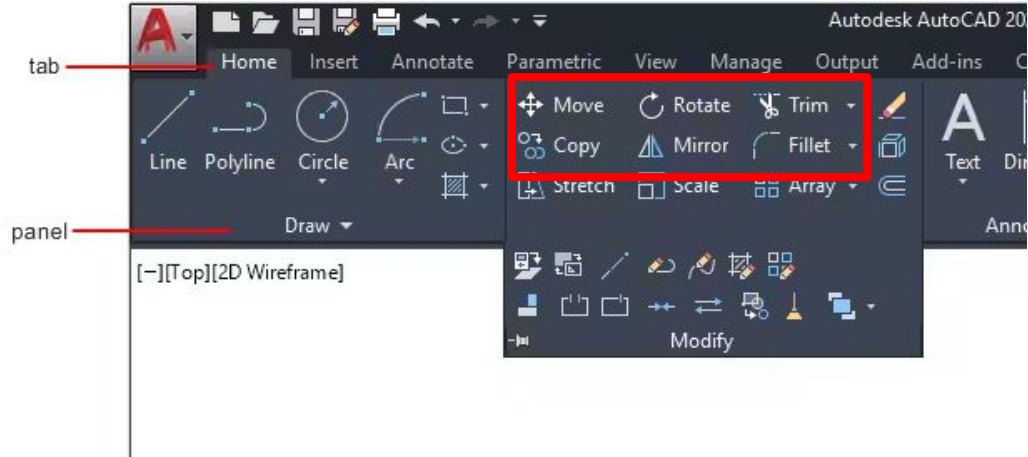 Autodesk AutoCAD 20
tab
Home Insert Annotate Parametric View Manage Output Add-ins
Move Rotate Trim
Copy Mirror Fillet
Line Polyline Circle Arc
Text
Stretch Scale Array
panel
Draw
[−][Top][2D Wireframe]
Modify